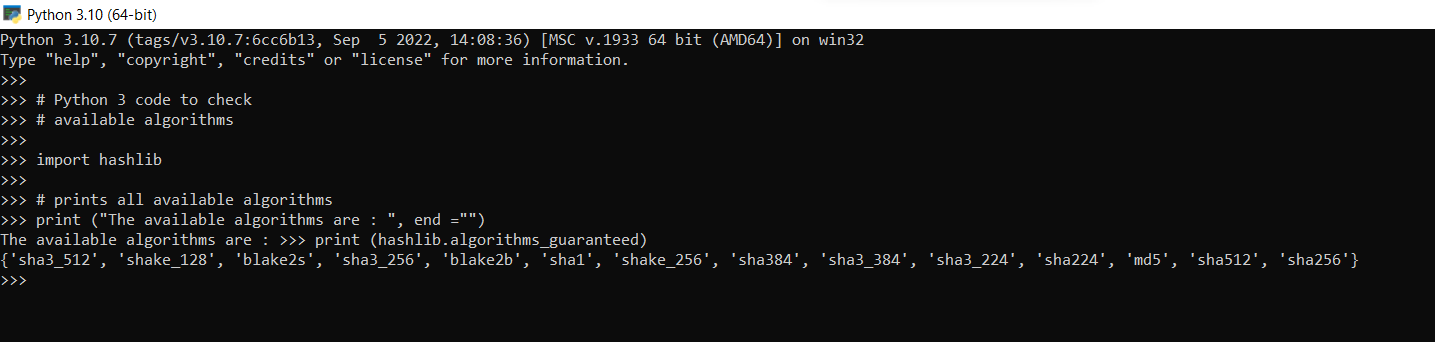 Python 3.10 (64-bit)
Python 3.10.7 (tags/v3.10.7:6cc6b13, Sep  5 2022, 14:08:36) [MSC v.1933 64 bit (AMD64)] on win32
Type "help", "copyright", "credits" or "license" for more information.
>>>
>>> # Python 3 code to check
>>> # available algorithms
>>>
>>> import hashlib
>>>
>>> # prints all available algorithms
>>> print ("The available algorithms are : ", end ="")
The available algorithms are : >>> print (hashlib.algorithms_guaranteed)
{'sha3_512', 'shake_128', 'blake2s', 'sha3_256', 'blake2b', 'sha1', 'shake_256', 'sha384', 'sha3_384', 'sha3_224', 'sha224', 'md5', 'sha512', 'sha256'}
>>>